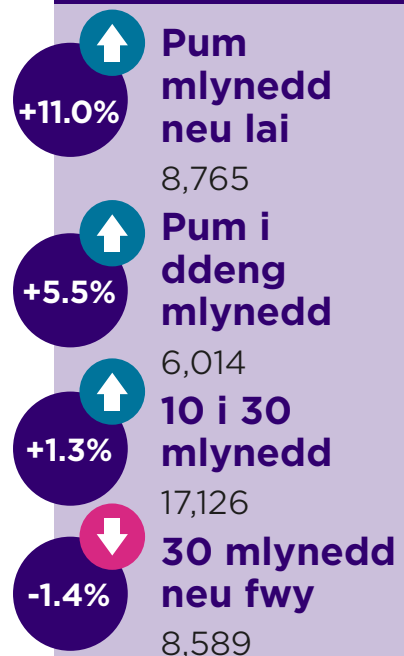 +11.0%
Pum
mlynedd
neu lai
8,765
+5.5%
Pum i
ddeng
mlynedd
6,014
+1.3%
10 i 30
mlynedd
17,126
-1.4%
30 mlynedd
neu fwy
8,589